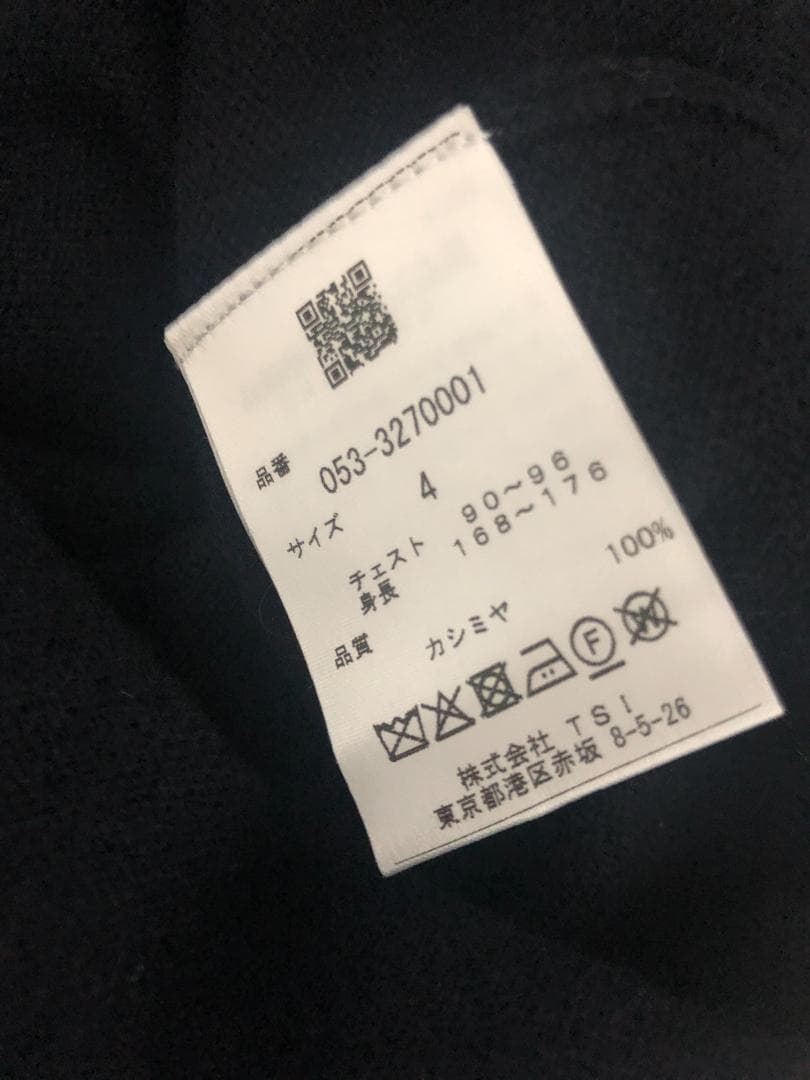 品番 053-3270001
サイズ 4
チェスト 90～96
身長 168～176
品質 カシミヤ 100%
F W
株式会社 TSI
東京都港区赤坂 8-5-26